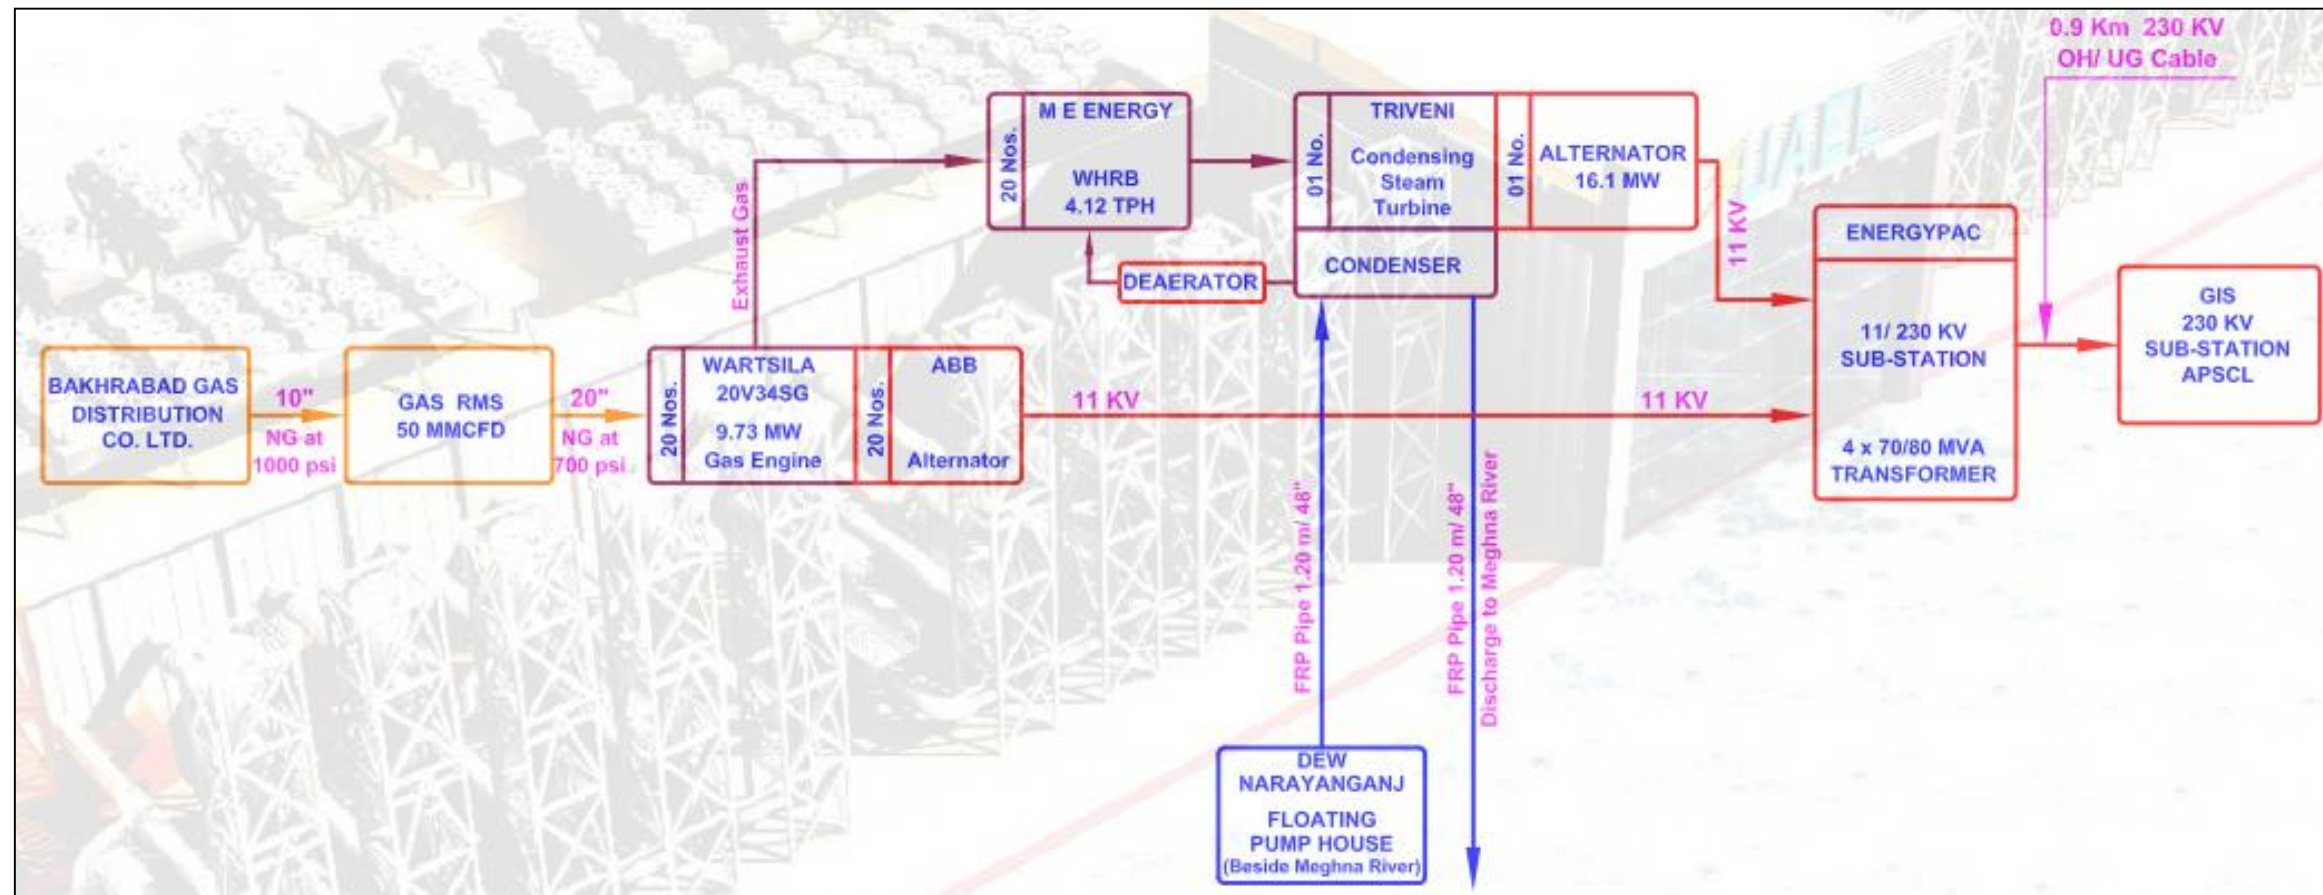 0.9 Km 230 KV
OH/ UG Cable
20 Nos.
M E ENERGY
WHRB
4.12 TPH
01 No.
TRIVENI
Condensing
Steam
Turbine
01 No.
ALTERNATOR
16.1 MW
11 KV
CONDENSER
DEAERATOR
Exhaust Gas
ENERGYPAC
11/ 230 KV
SUB-STATION
4 x 70/80 MVA
TRANSFORMER
GIS
230 KV
SUB-STATION
APSCL
BAKHRABAD GAS
DISTRIBUTION
CO. LTD.
10"
NG at
1000 psi
GAS RMS
50 MMCFD
20"
NG at
700 psi
20 Nos.
WARTSILA
20V34SG
9.73 MW
Gas Engine
20 Nos.
ABB
Alternator
11 KV
11 KV
FRP Pipe 1.20 m/ 48"
FRP Pipe 1.20 m/ 48"
Discharge to Meghna River
DEW
NARAYANGANJ
FLOATING
PUMP HOUSE
(Beside Meghna River)